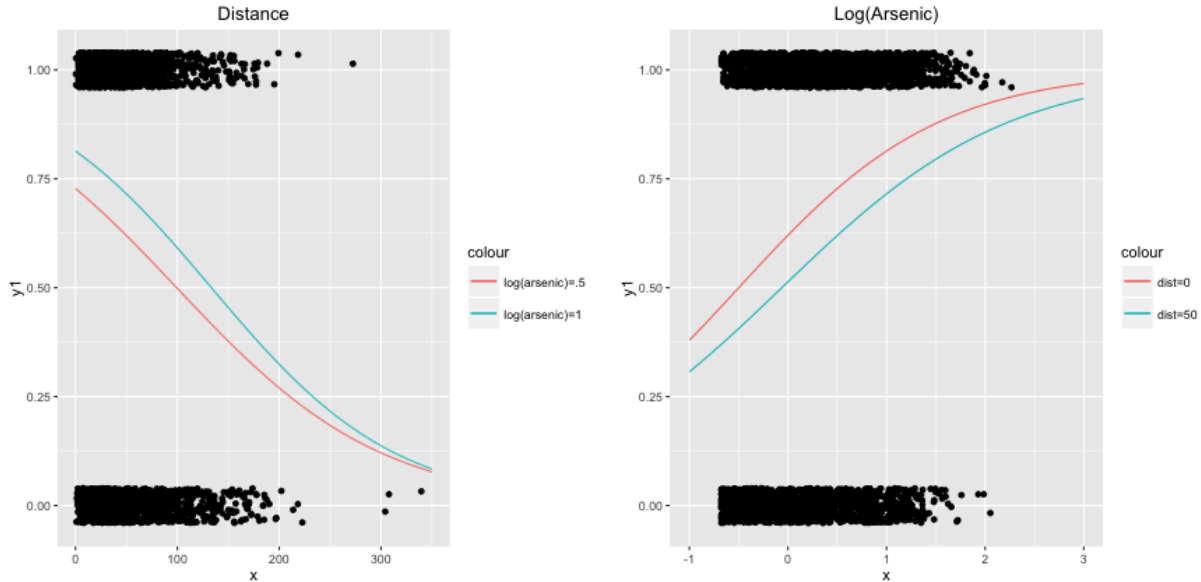 Distance
1.00
0.75
0.50
0.25
0.00
y1
0
100
200
300
x
colour
log(arsenic)=.5
log(arsenic)=1
Log(Arsenic)
1.00
0.75
0.50
0.25
0.00
y1
-1
0
1
2
3
x
colour
dist=0
dist=50